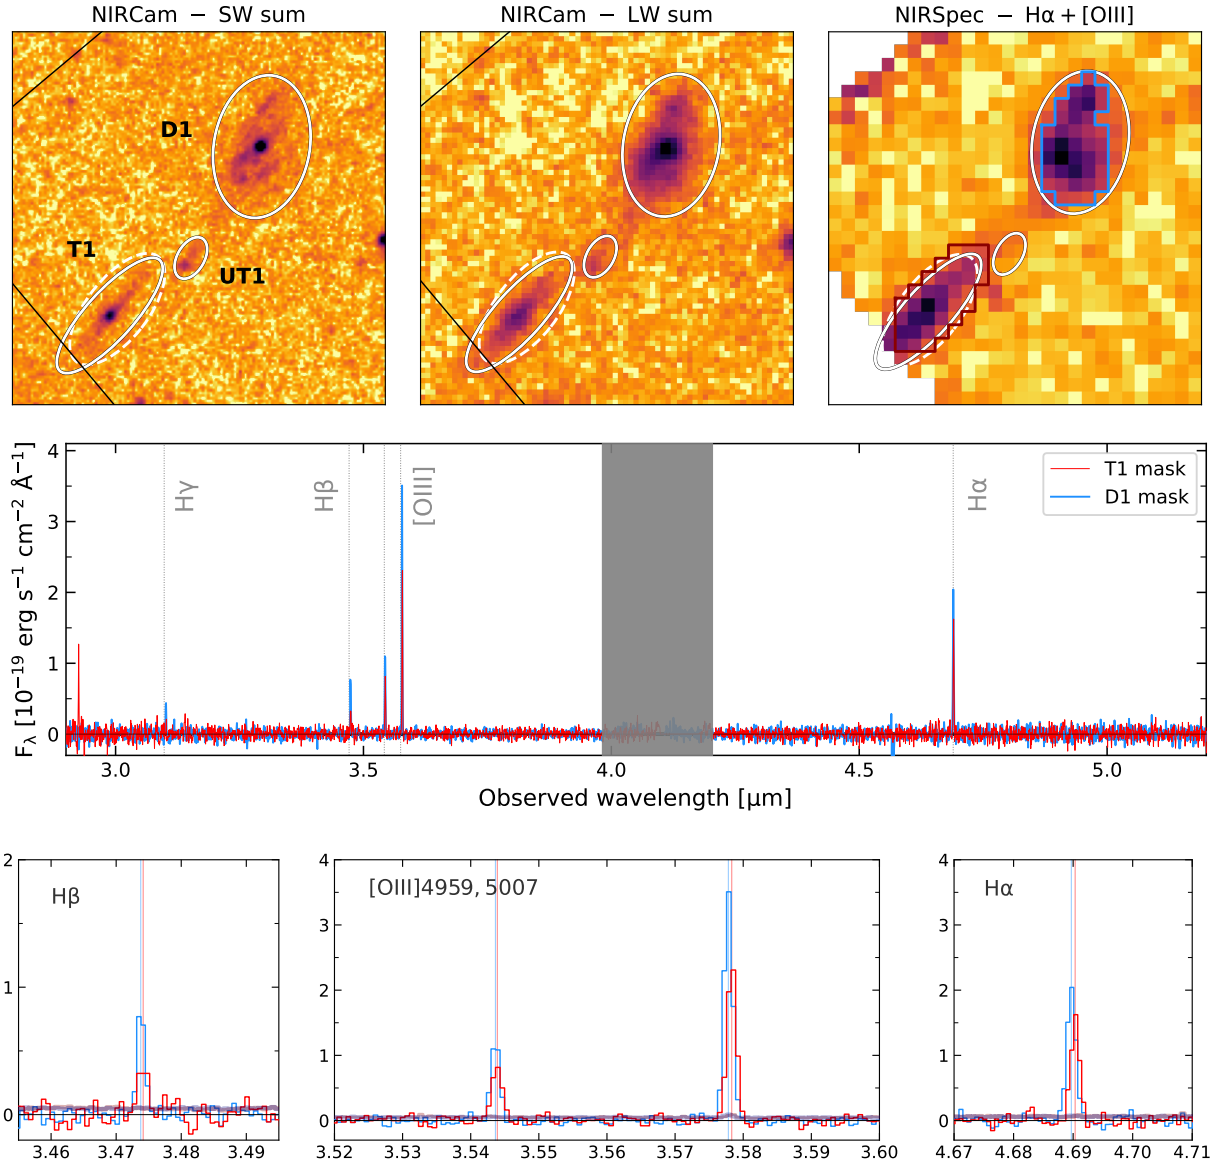 NIRCam − SW sum
NIRCam − LW sum
NIRSpec − Hα + [OIII]
D1
T1
UT1
F_λ [10⁻¹⁹ erg s⁻¹ cm⁻² Å⁻¹]
4
3
2
1
0
Hγ
Hβ
[OIII]
Hα
T1 mask
D1 mask
3.0 3.5 4.0 4.5 5.0
Observed wavelength [μm]
2
1
0
Hβ
3.46 3.47 3.48 3.49
4
3
2
1
0
[OIII]4959, 5007
3.52 3.53 3.54 3.55 3.56 3.57 3.58 3.59 3.60
4
3
2
1
0
Hα
4.67 4.68 4.69 4.70 4.71